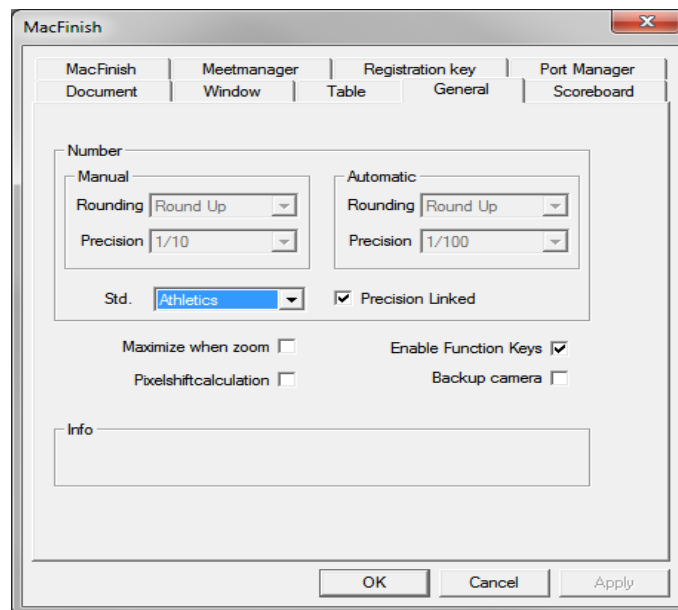 MacFinish
MacFinish Meetmanager Registration key Port Manager
Document Window Table General Scoreboard
Number
Manual Automatic
Rounding Round Up Rounding Round Up
Precision 1/10 Precision 1/100
Std. Athletics Precision Linked
Maximize when zoom Enable Function Keys
Pixelshiftcalculation Backup camera
Info
OK Cancel Apply